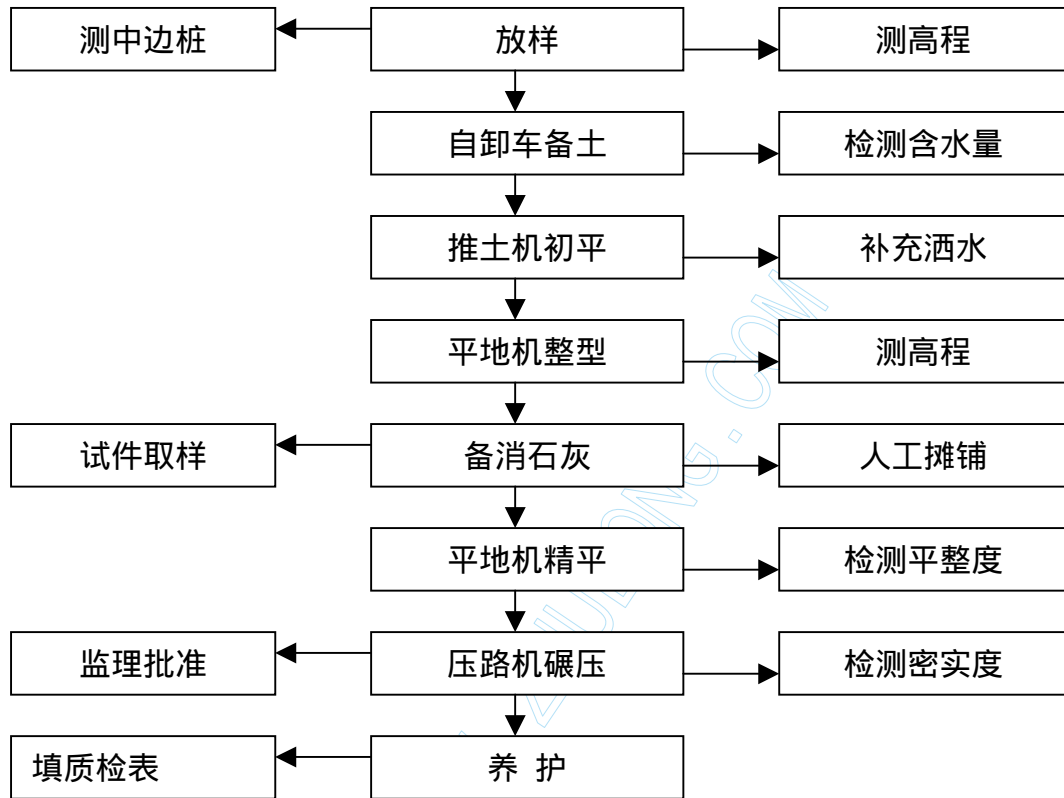 测中边桩 放样 测高程
自卸车备土 检测含水量
推土机初平 补充洒水
平地机整型 测高程
试件取样 备消石灰 人工摊铺
平地机精平 检测平整度
监理批准 压路机碾压 检测密实度
填质检表 养 护
ZHULONG.COM